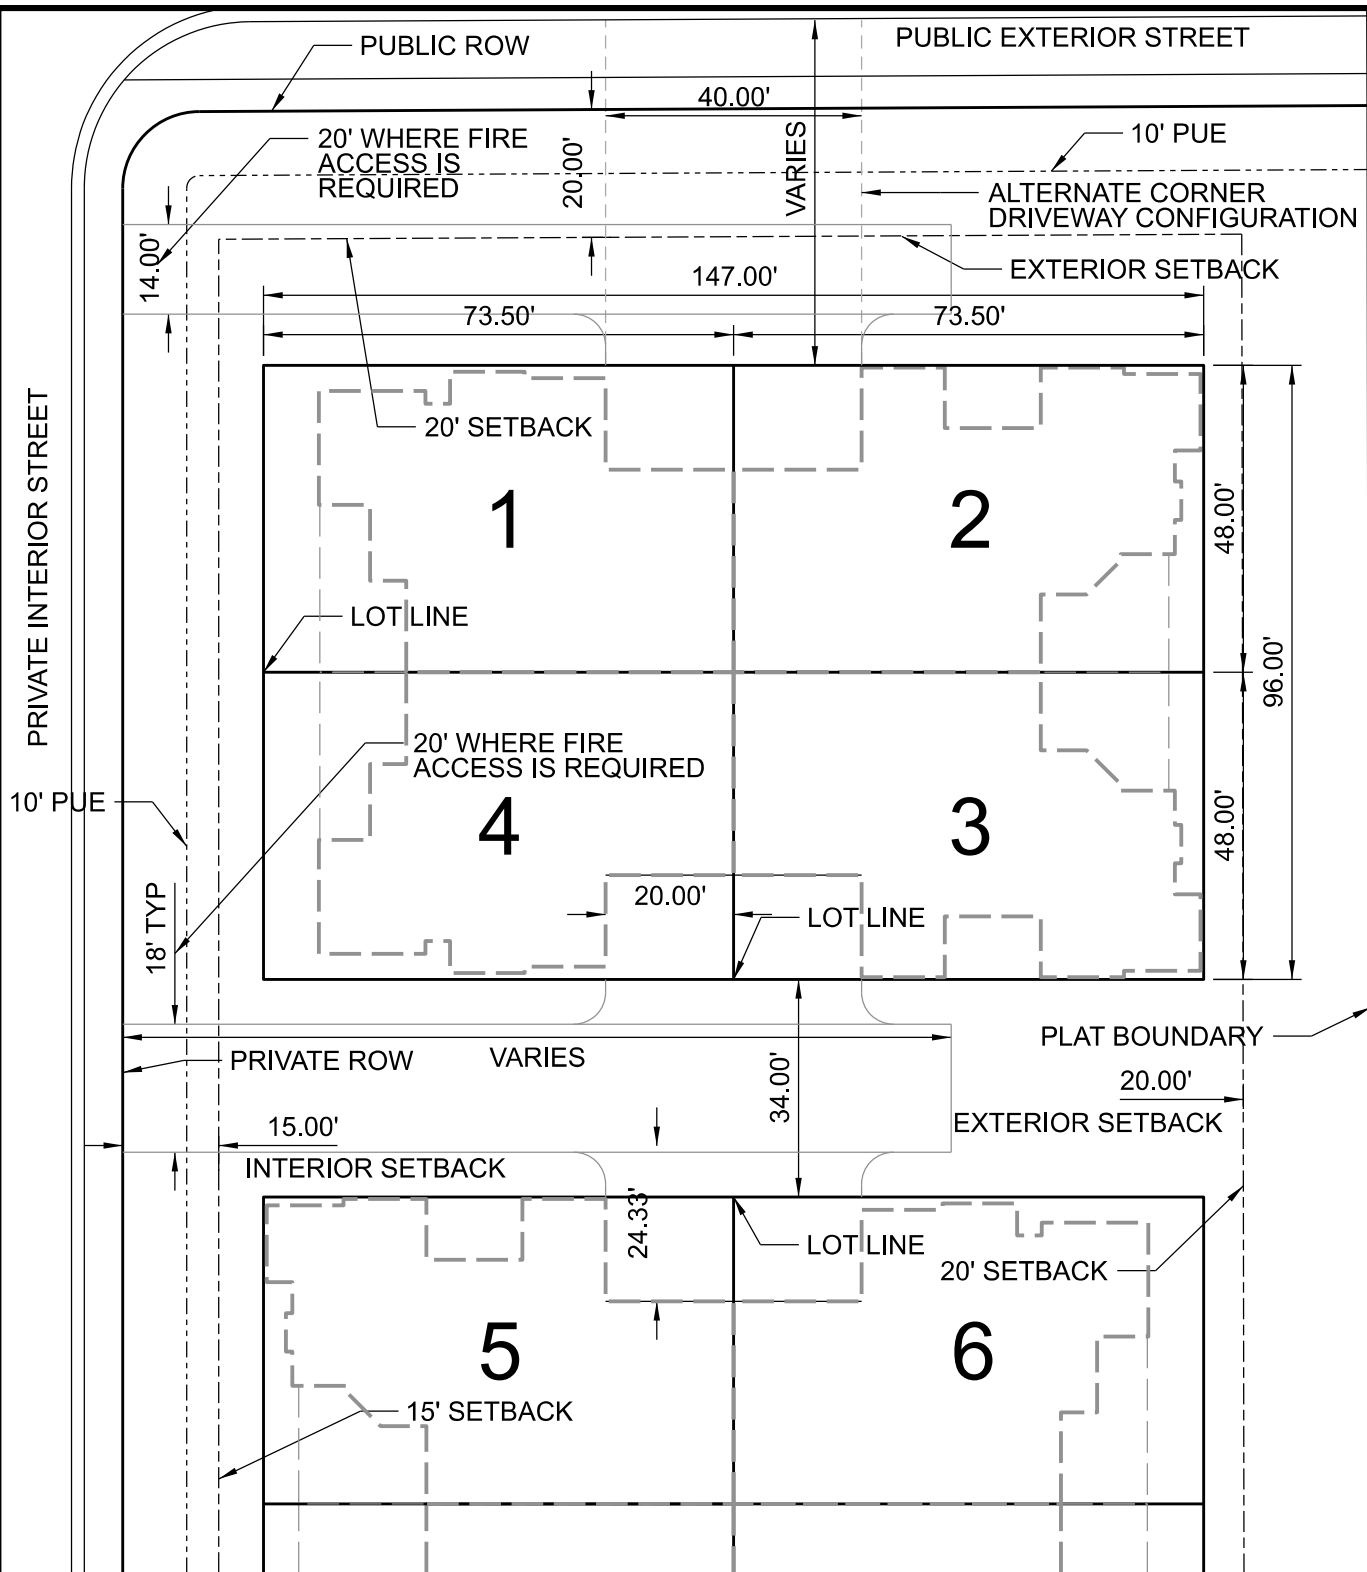 PUBLIC ROW
PUBLIC EXTERIOR STREET
40.00'
20' WHERE FIRE
ACCESS IS
REQUIRED
20.00'
VARIES
10' PUE
ALTERNATE CORNER
DRIVEWAY CONFIGURATION
14.00'
EXTERIOR SETBACK
147.00'
73.50'
73.50'
20' SETBACK
PRIVATE INTERIOR STREET
1
2
48.00'
LOT LINE
96.00'
20' WHERE FIRE
ACCESS IS REQUIRED
10' PUE
4
3
48.00'
20.00'
LOT LINE
18' TYP
PLAT BOUNDARY
PRIVATE ROW
VARIES
34.00'
20.00'
EXTERIOR SETBACK
15.00'
INTERIOR SETBACK
24.33'
LOT LINE
20' SETBACK
5
6
15' SETBACK